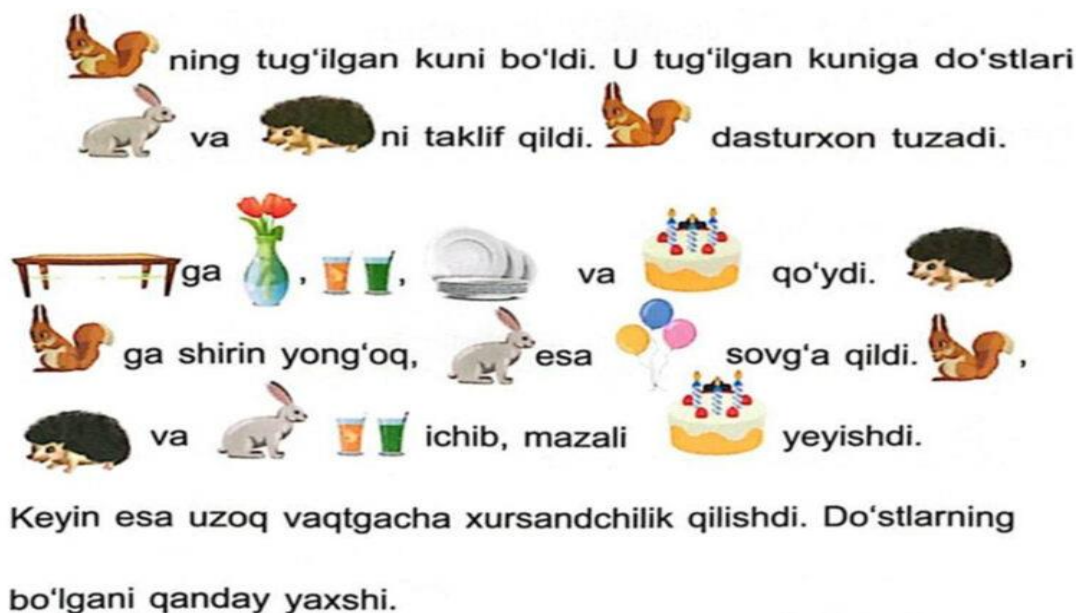 ning tug‘ilgan kuni bo‘ldi. U tug‘ilgan kuniga do‘stlari
va ni taklif qildi. dasturxon tuzadi.
ga , , va qo'ydi.
ga shirin yong‘oq, esa sovg‘a qildi. ,
va ichib, mazali yeyishdi.
Keyin esa uzoq vaqtgacha xursandchilik qilishdi. Do‘stlarning
bo‘lgani qanday yaxshi.